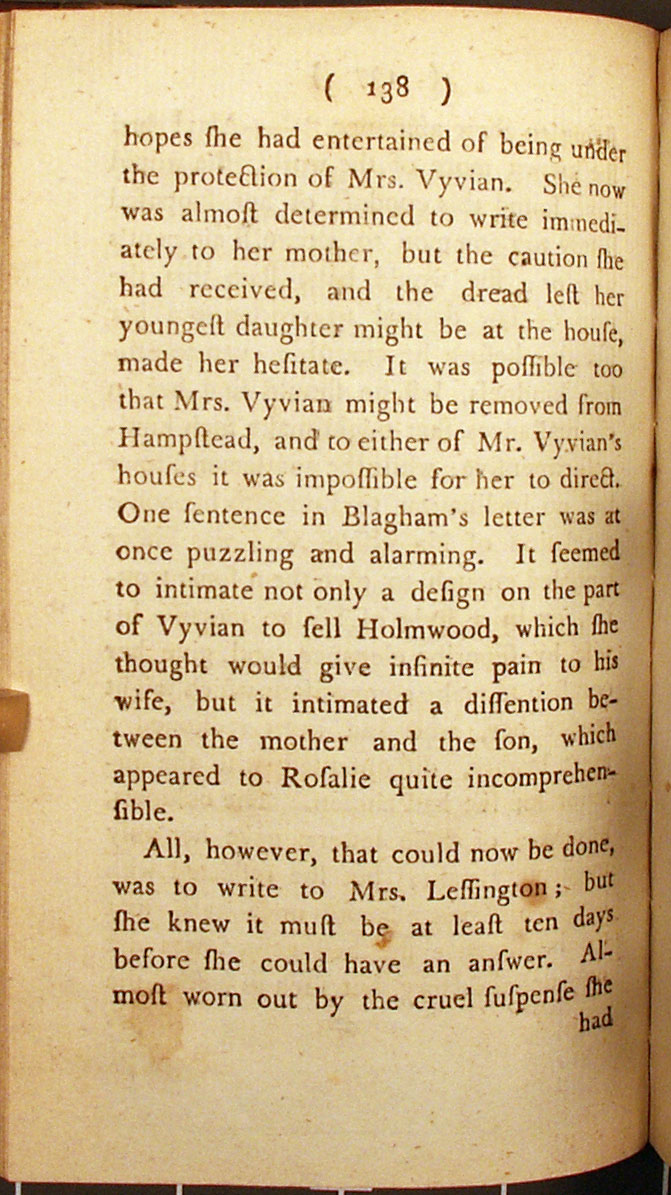 ( 138 )
hopes ſhe had entertained of being under
the protection of Mrs. Vyvian. She now
was almoſt determined to write immedi-
ately to her mother, but the caution ſhe
had received, and the dread leſt her
youngeſt daughter might be at the houſe,
made her heſitate. It was poſſible too
that Mrs. Vyvian might be removed from
Hampſtead, and to either of Mr. Vyvian's
houſes it was impoſſible for her to direct.
One ſentence in Blagham's letter was at
once puzzling and alarming. It ſeemed
to intimate not only a deſign on the part
of Vyvian to ſell Holmwood, which ſhe
thought would give infinite pain to his
wife, but it intimated a diſſention be-
tween the mother and the ſon, which
appeared to Roſalie quite incomprehen-
ſible.
All, however, that could now be done,
was to write to Mrs. Leſſington; but
ſhe knew it muſt be at leaſt ten days
before ſhe could have an anſwer. Al-
moſt worn out by the cruel ſuſpenſe ſhe
had